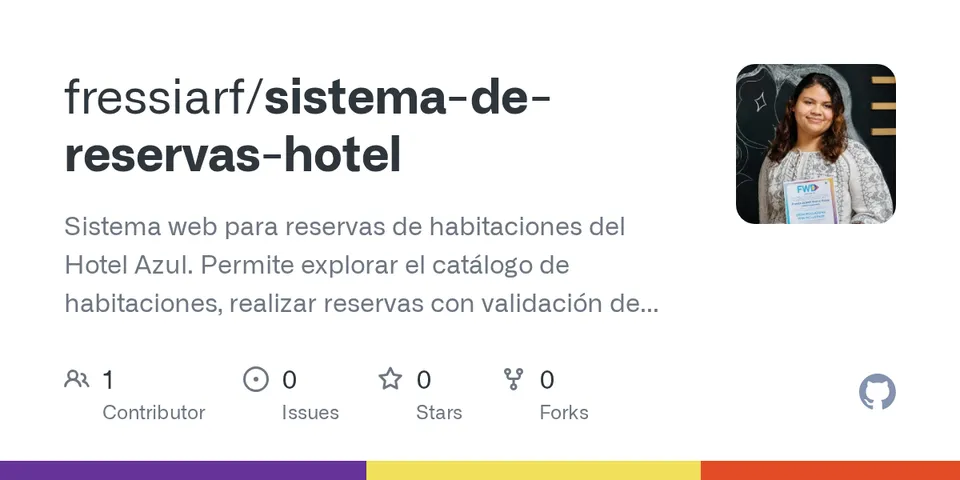 fressiarf/sistema-de-
reservas-hotel
Sistema web para reservas de habitaciones del
Hotel Azul. Permite explorar el catálogo de
habitaciones, realizar reservas con validación de...
1
Contributor
0
Issues
0
Stars
0
Forks
FWD